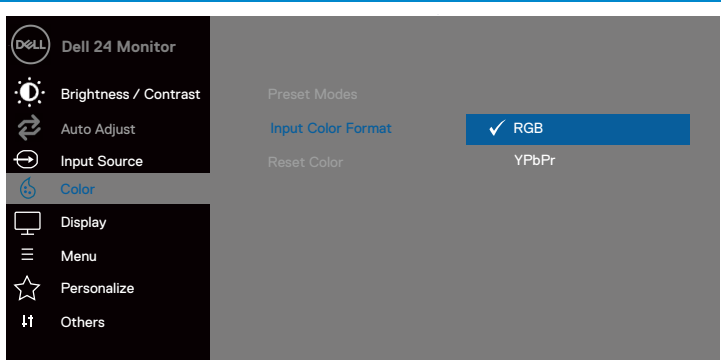 DELL Dell 24 Monitor
Brightness / Contrast
Auto Adjust
Input Source
Color
Display
Menu
Personalize
Others
Preset Modes
Input Color Format
Reset Color
RGB
YPbPr